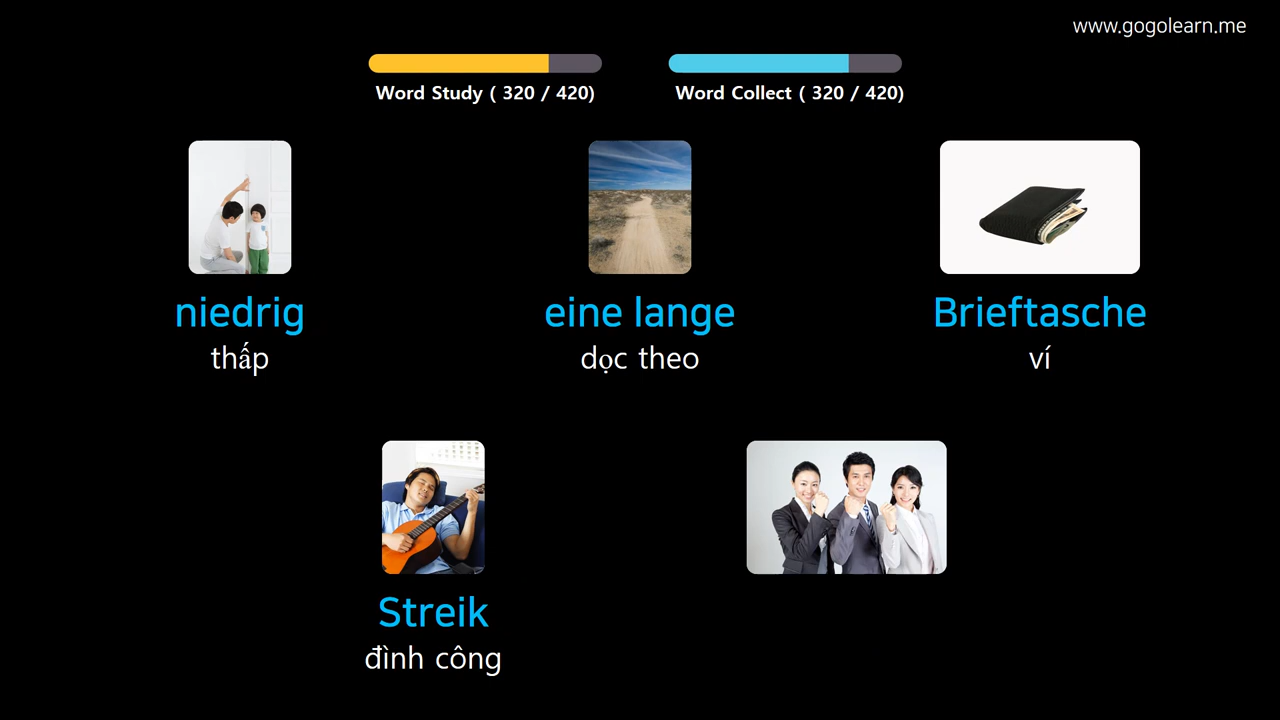 www.gogolearn.me
Word Study ( 320 / 420)
Word Collect ( 320 / 420)
niedrig
thấp
eine lange
dọc theo
Brieftasche
ví
Streik
đình công